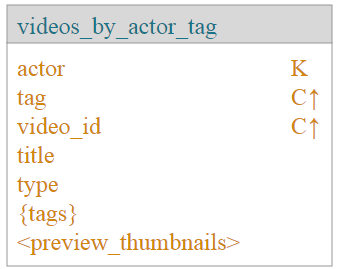 videos_by_actor_tag
actor K
tag C↑
video_id C↑
title
type
{tags}
<preview_thumbnails>